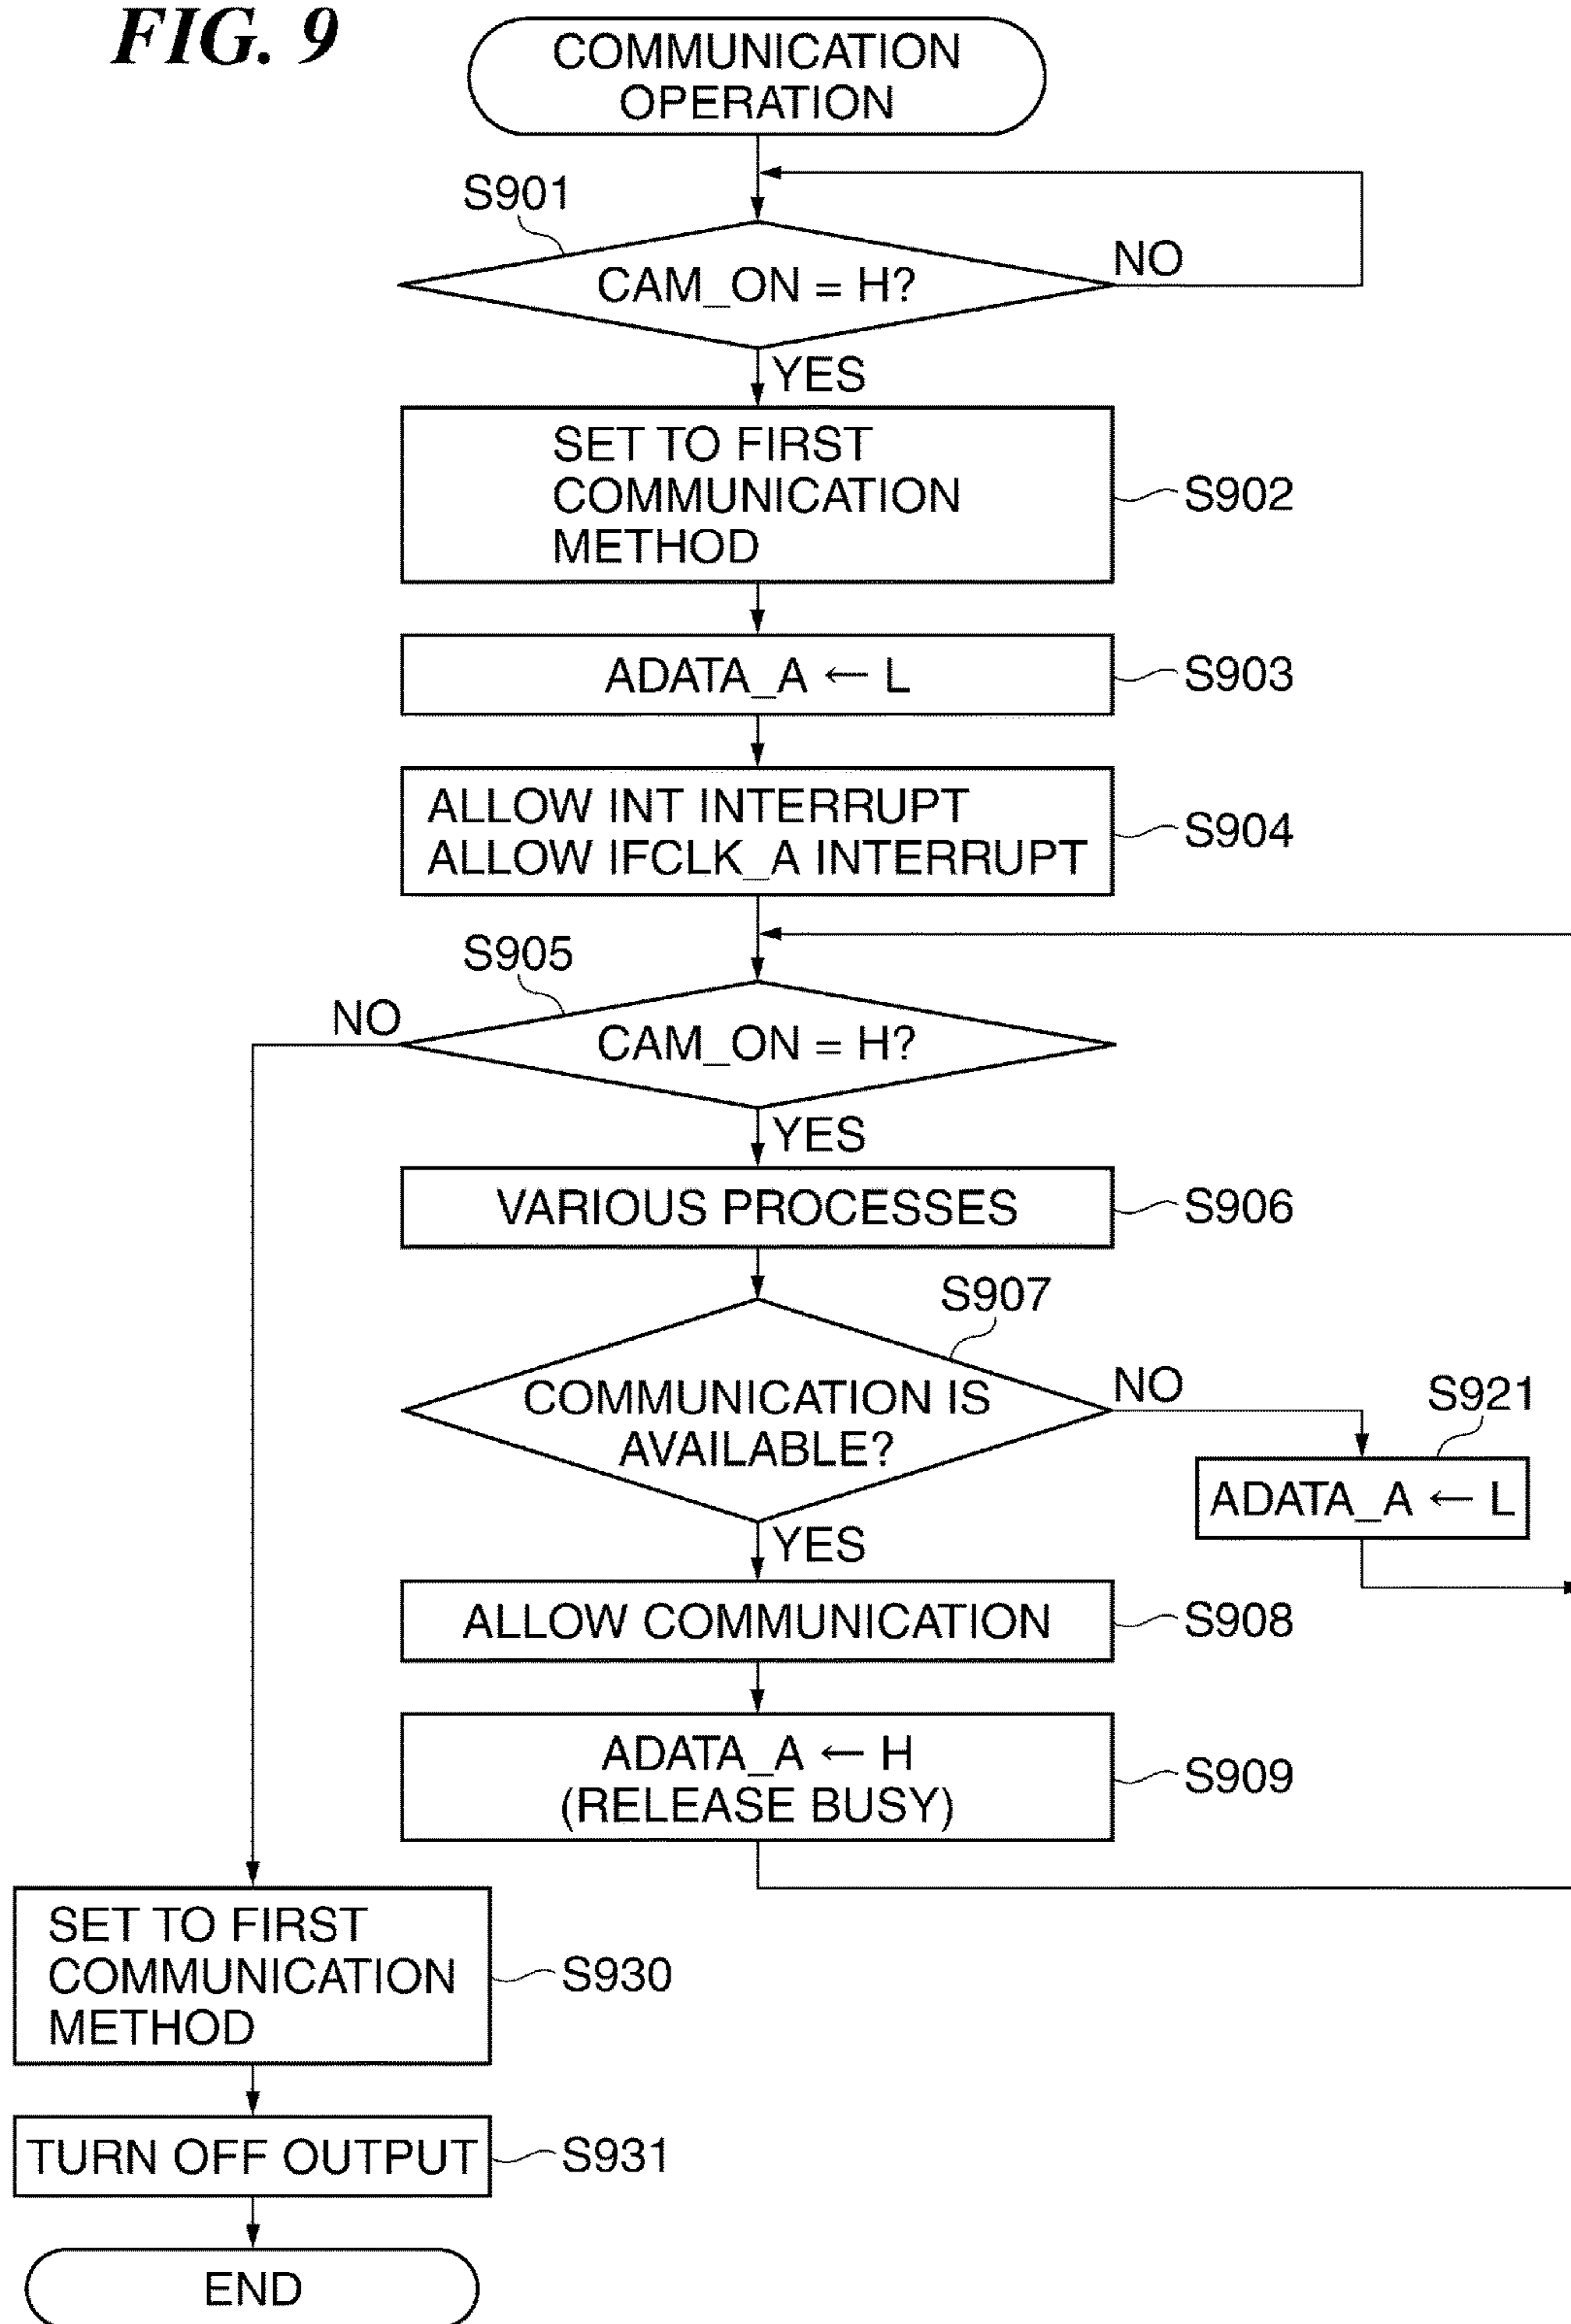 FIG. 9
COMMUNICATION
OPERATION
S901
CAM_ON = H?
NO
YES
SET TO FIRST
COMMUNICATION
METHOD
S902
ADATA_A ← L
S903
ALLOW INT INTERRUPT
ALLOW IFCLK_A INTERRUPT
S904
S905
NO
CAM_ON = H?
YES
VARIOUS PROCESSES
S906
S907
COMMUNICATION IS
AVAILABLE?
NO
S921
ADATA_A ← L
YES
ALLOW COMMUNICATION
S908
ADATA_A ← H
(RELEASE BUSY)
S909
SET TO FIRST
COMMUNICATION
METHOD
S930
TURN OFF OUTPUT
S931
END